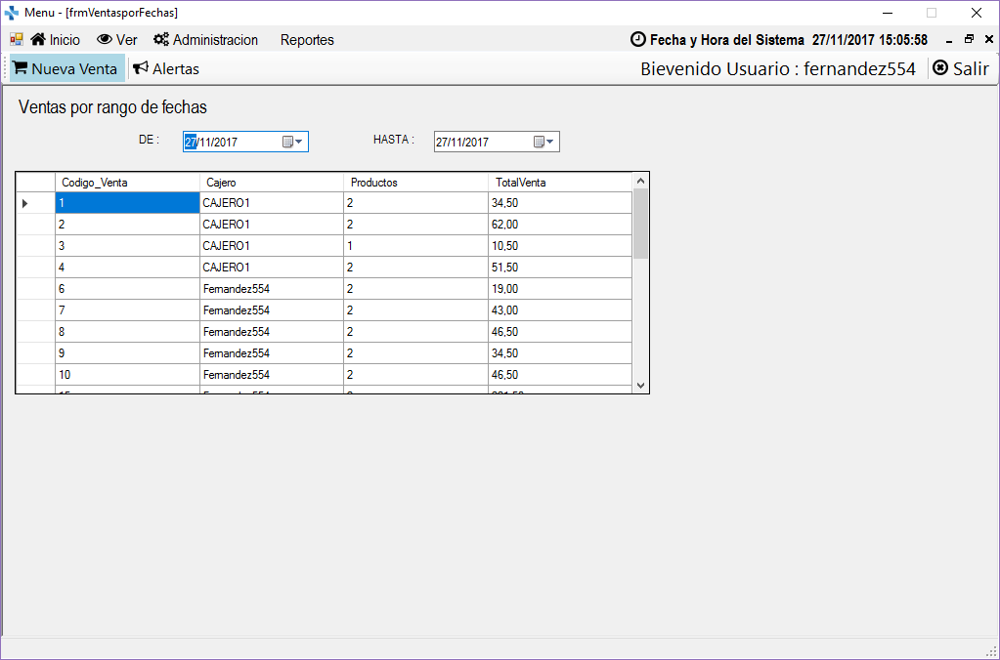 Menu - [frmVentasporFechas]
Inicio Ver Administracion Reportes Fecha y Hora del Sistema 27/11/2017 15:05:58
Nueva Venta Alertas Bievenido Usuario : fernandez554 Salir
Ventas por rango de fechas
DE : 27/11/2017 HASTA : 27/11/2017
Codigo_Venta Cajero Productos TotalVenta
1 CAJERO1 2 34,50
2 CAJERO1 2 62,00
3 CAJERO1 1 10,50
4 CAJERO1 2 51,50
6 Fernandez554 2 19,00
7 Fernandez554 2 43,00
8 Fernandez554 2 46,50
9 Fernandez554 2 34,50
10 Fernandez554 2 46,50